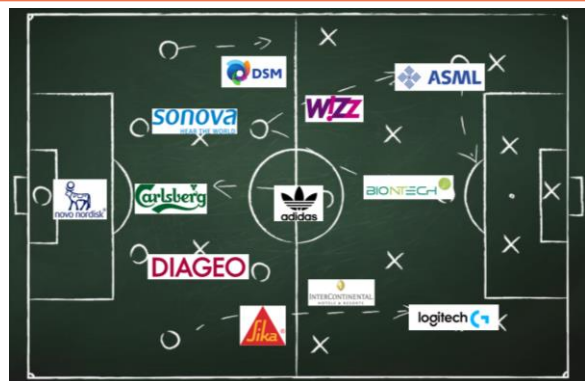 DSM
ASML
WIZZ
sonova
HEAR THE WORLD
BIONTECH
novo nordisk
Carlsberg
adidas
DIAGEO
INTERCONTINENTAL
HOTELS & RESORTS
Sika
logitech